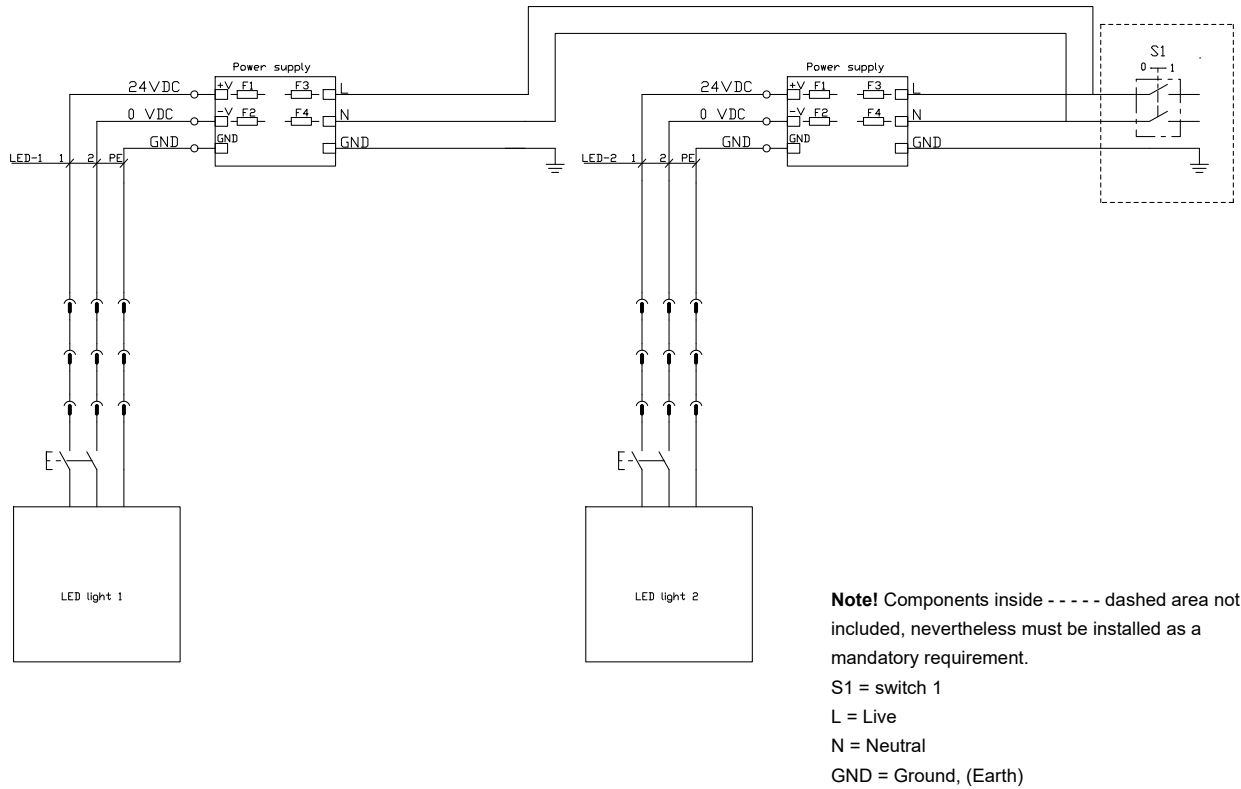 S1
0 1
Power supply
24VDC +V F1 F3 L
0 VDC -V F2 F4 N
GND GND GND
LED-1 1 2 PE
Power supply
24VDC +V F1 F3 L
0 VDC -V F2 F4 N
GND GND GND
LED-2 1 2 PE
LED light 1
LED light 2
Note! Components inside - - - - - dashed area not
included, nevertheless must be installed as a
mandatory requirement.
S1 = switch 1
L = Live
N = Neutral
GND = Ground, (Earth)